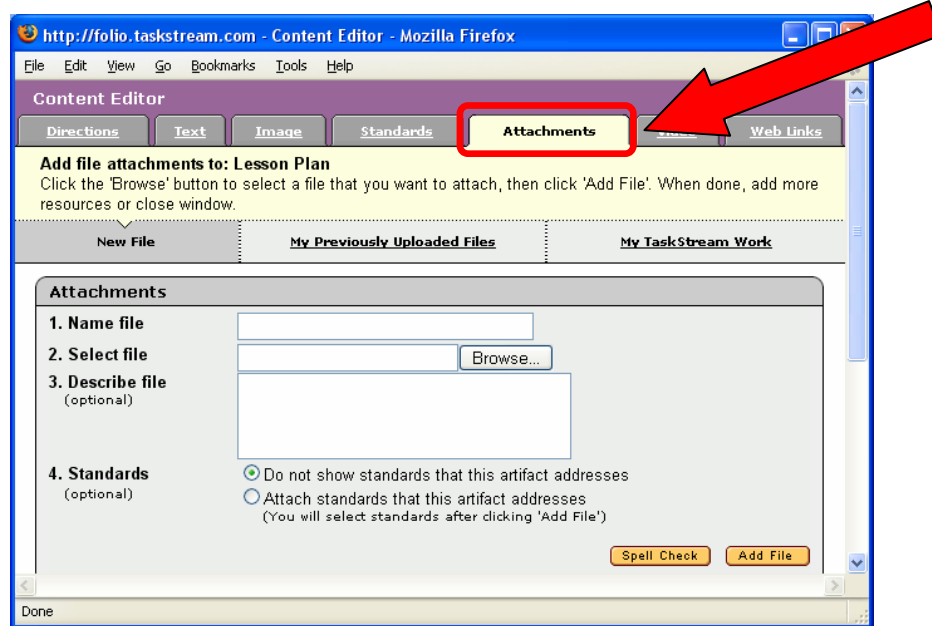 http://folio.taskstream.com - Content Editor - Mozilla Firefox
File Edit View Go Bookmarks Tools Help
Content Editor
Directions Text Image Standards Attachments Video Web Links
Add file attachments to: Lesson Plan
Click the 'Browse' button to select a file that you want to attach, then click 'Add File'. When done, add more
resources or close window.
New File My Previously Uploaded Files My TaskStream Work
Attachments
1. Name file
2. Select file Browse...
3. Describe file
(optional)
4. Standards Do not show standards that this artifact addresses
(optional) Attach standards that this artifact addresses
(You will select standards after clicking 'Add File')
Spell Check Add File
Done